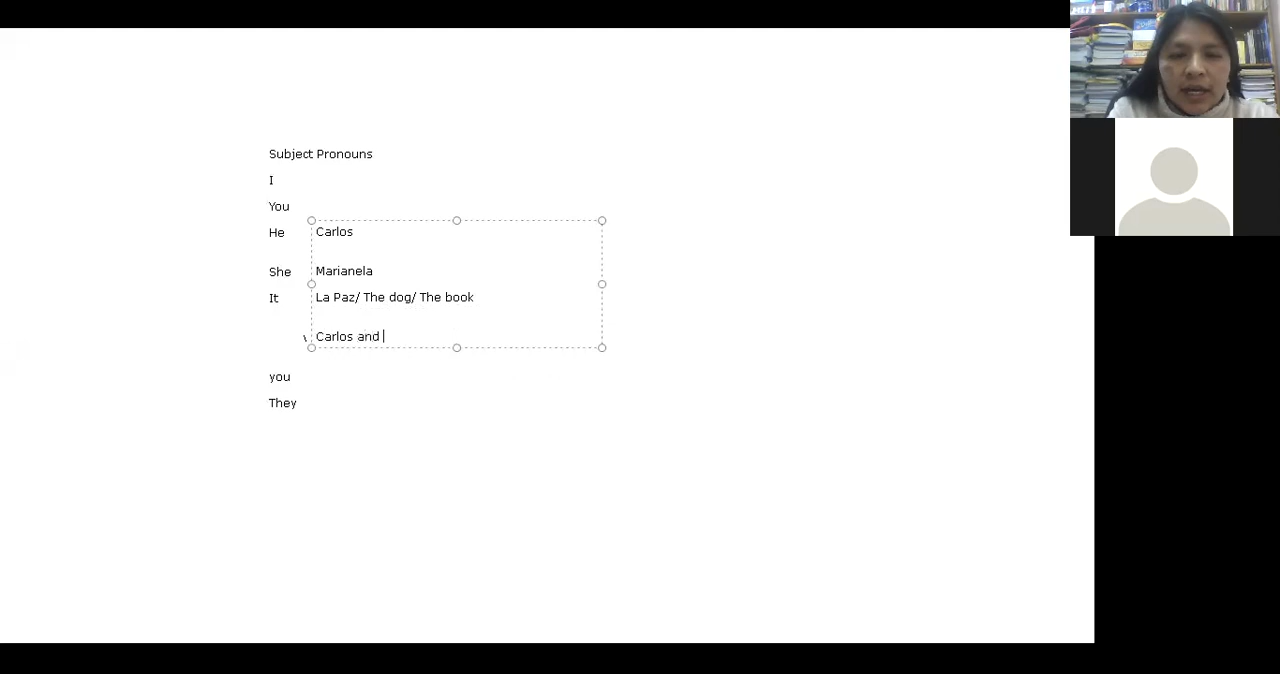 Subject Pronouns
I
You
He Carlos
She Marianela
It La Paz/ The dog/ The book
Carlos and
you
They